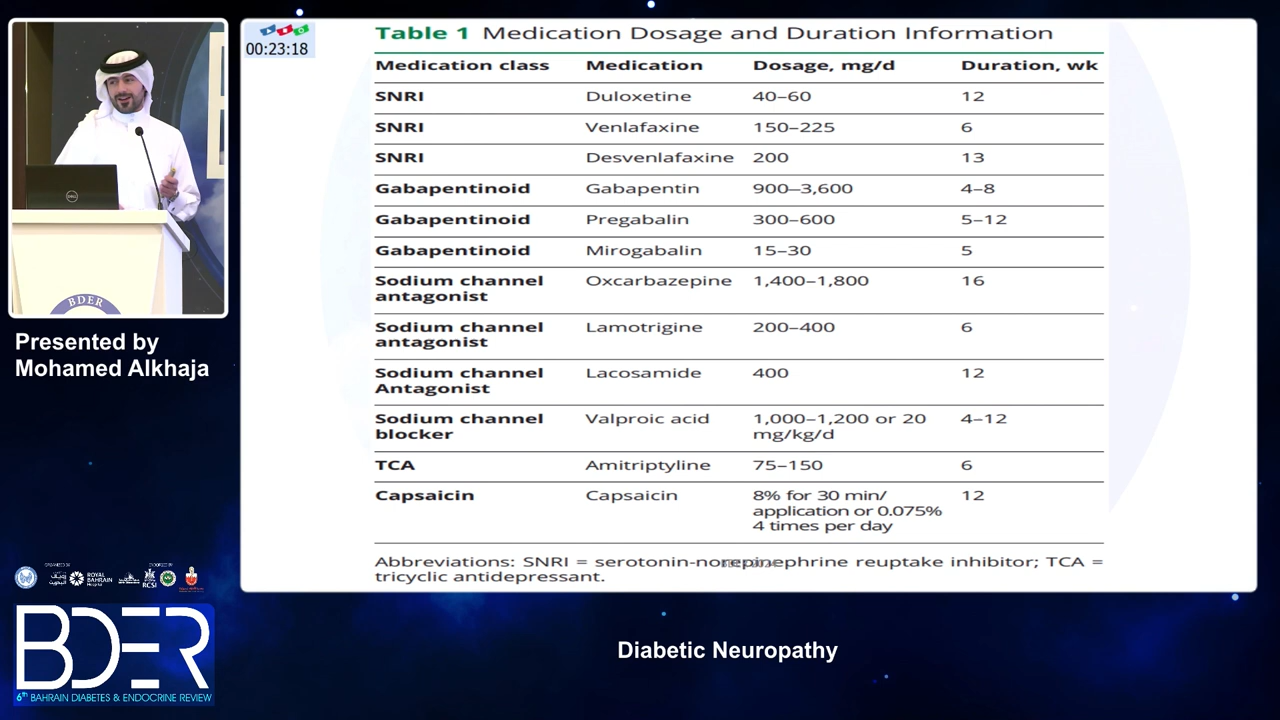 00:23:18
Table 1 Medication Dosage and Duration Information
Medication class Medication Dosage, mg/d Duration, wk
SNRI Duloxetine 40–60 12
SNRI Venlafaxine 150–225 6
SNRI Desvenlafaxine 200 13
Gabapentinoid Gabapentin 900–3,600 4–8
Gabapentinoid Pregabalin 300–600 5–12
Gabapentinoid Mirogabalin 15–30 5
Sodium channel antagonist Oxcarbazepine 1,400–1,800 16
Sodium channel antagonist Lamotrigine 200–400 6
Sodium channel Antagonist Lacosamide 400 12
Sodium channel blocker Valproic acid 1,000–1,200 or 20 mg/kg/d 4–12
TCA Amitriptyline 75–150 6
Capsaicin Capsaicin 8% for 30 min/ application or 0.075% 4 times per day 12
Abbreviations: SNRI = serotonin-norepinephrine reuptake inhibitor; TCA =
tricyclic antidepressant.
BDER
Presented by
Mohamed Alkhaja
ROYAL
BAHRAIN
RCSI
BDER
6th BAHRAIN DIABETES & ENDOCRINE REVIEW
Diabetic Neuropathy